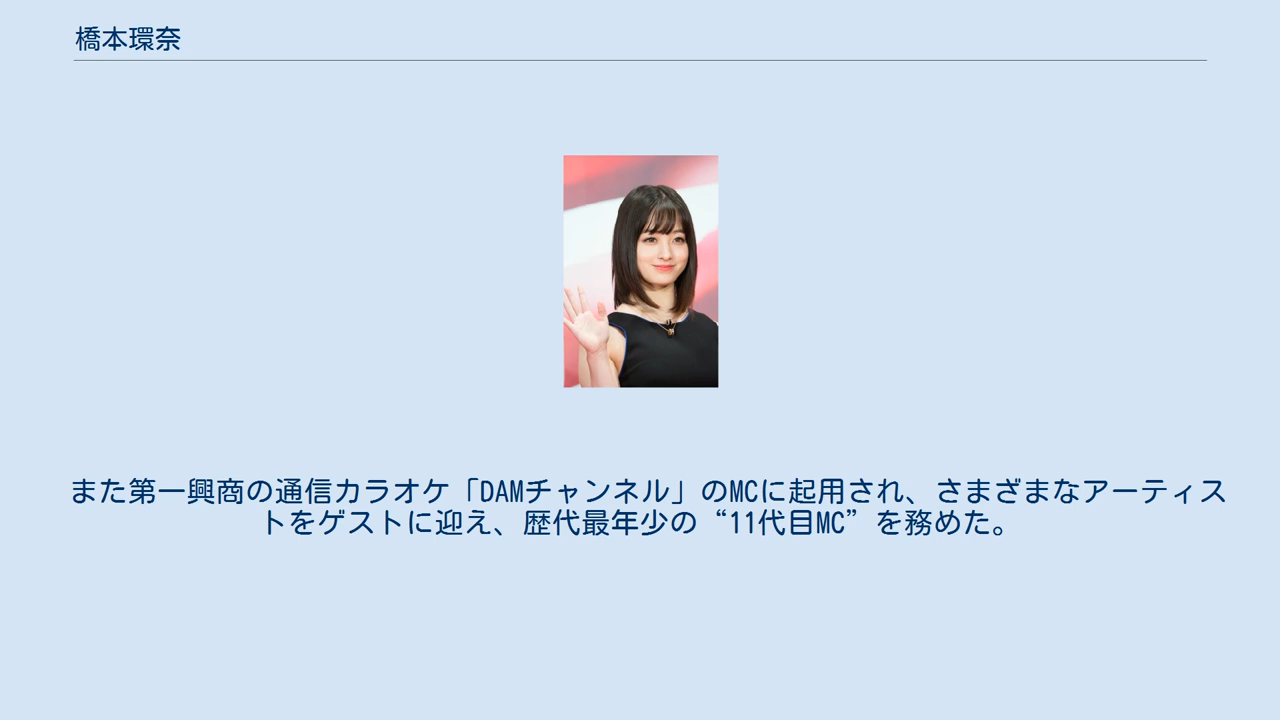 橋本環奈
また第一興商の通信カラオケ「DAMチャンネル」のMCに起用され、さまざまなアーティス
トをゲストに迎え、歴代最年少の“11代目MC”を務めた。